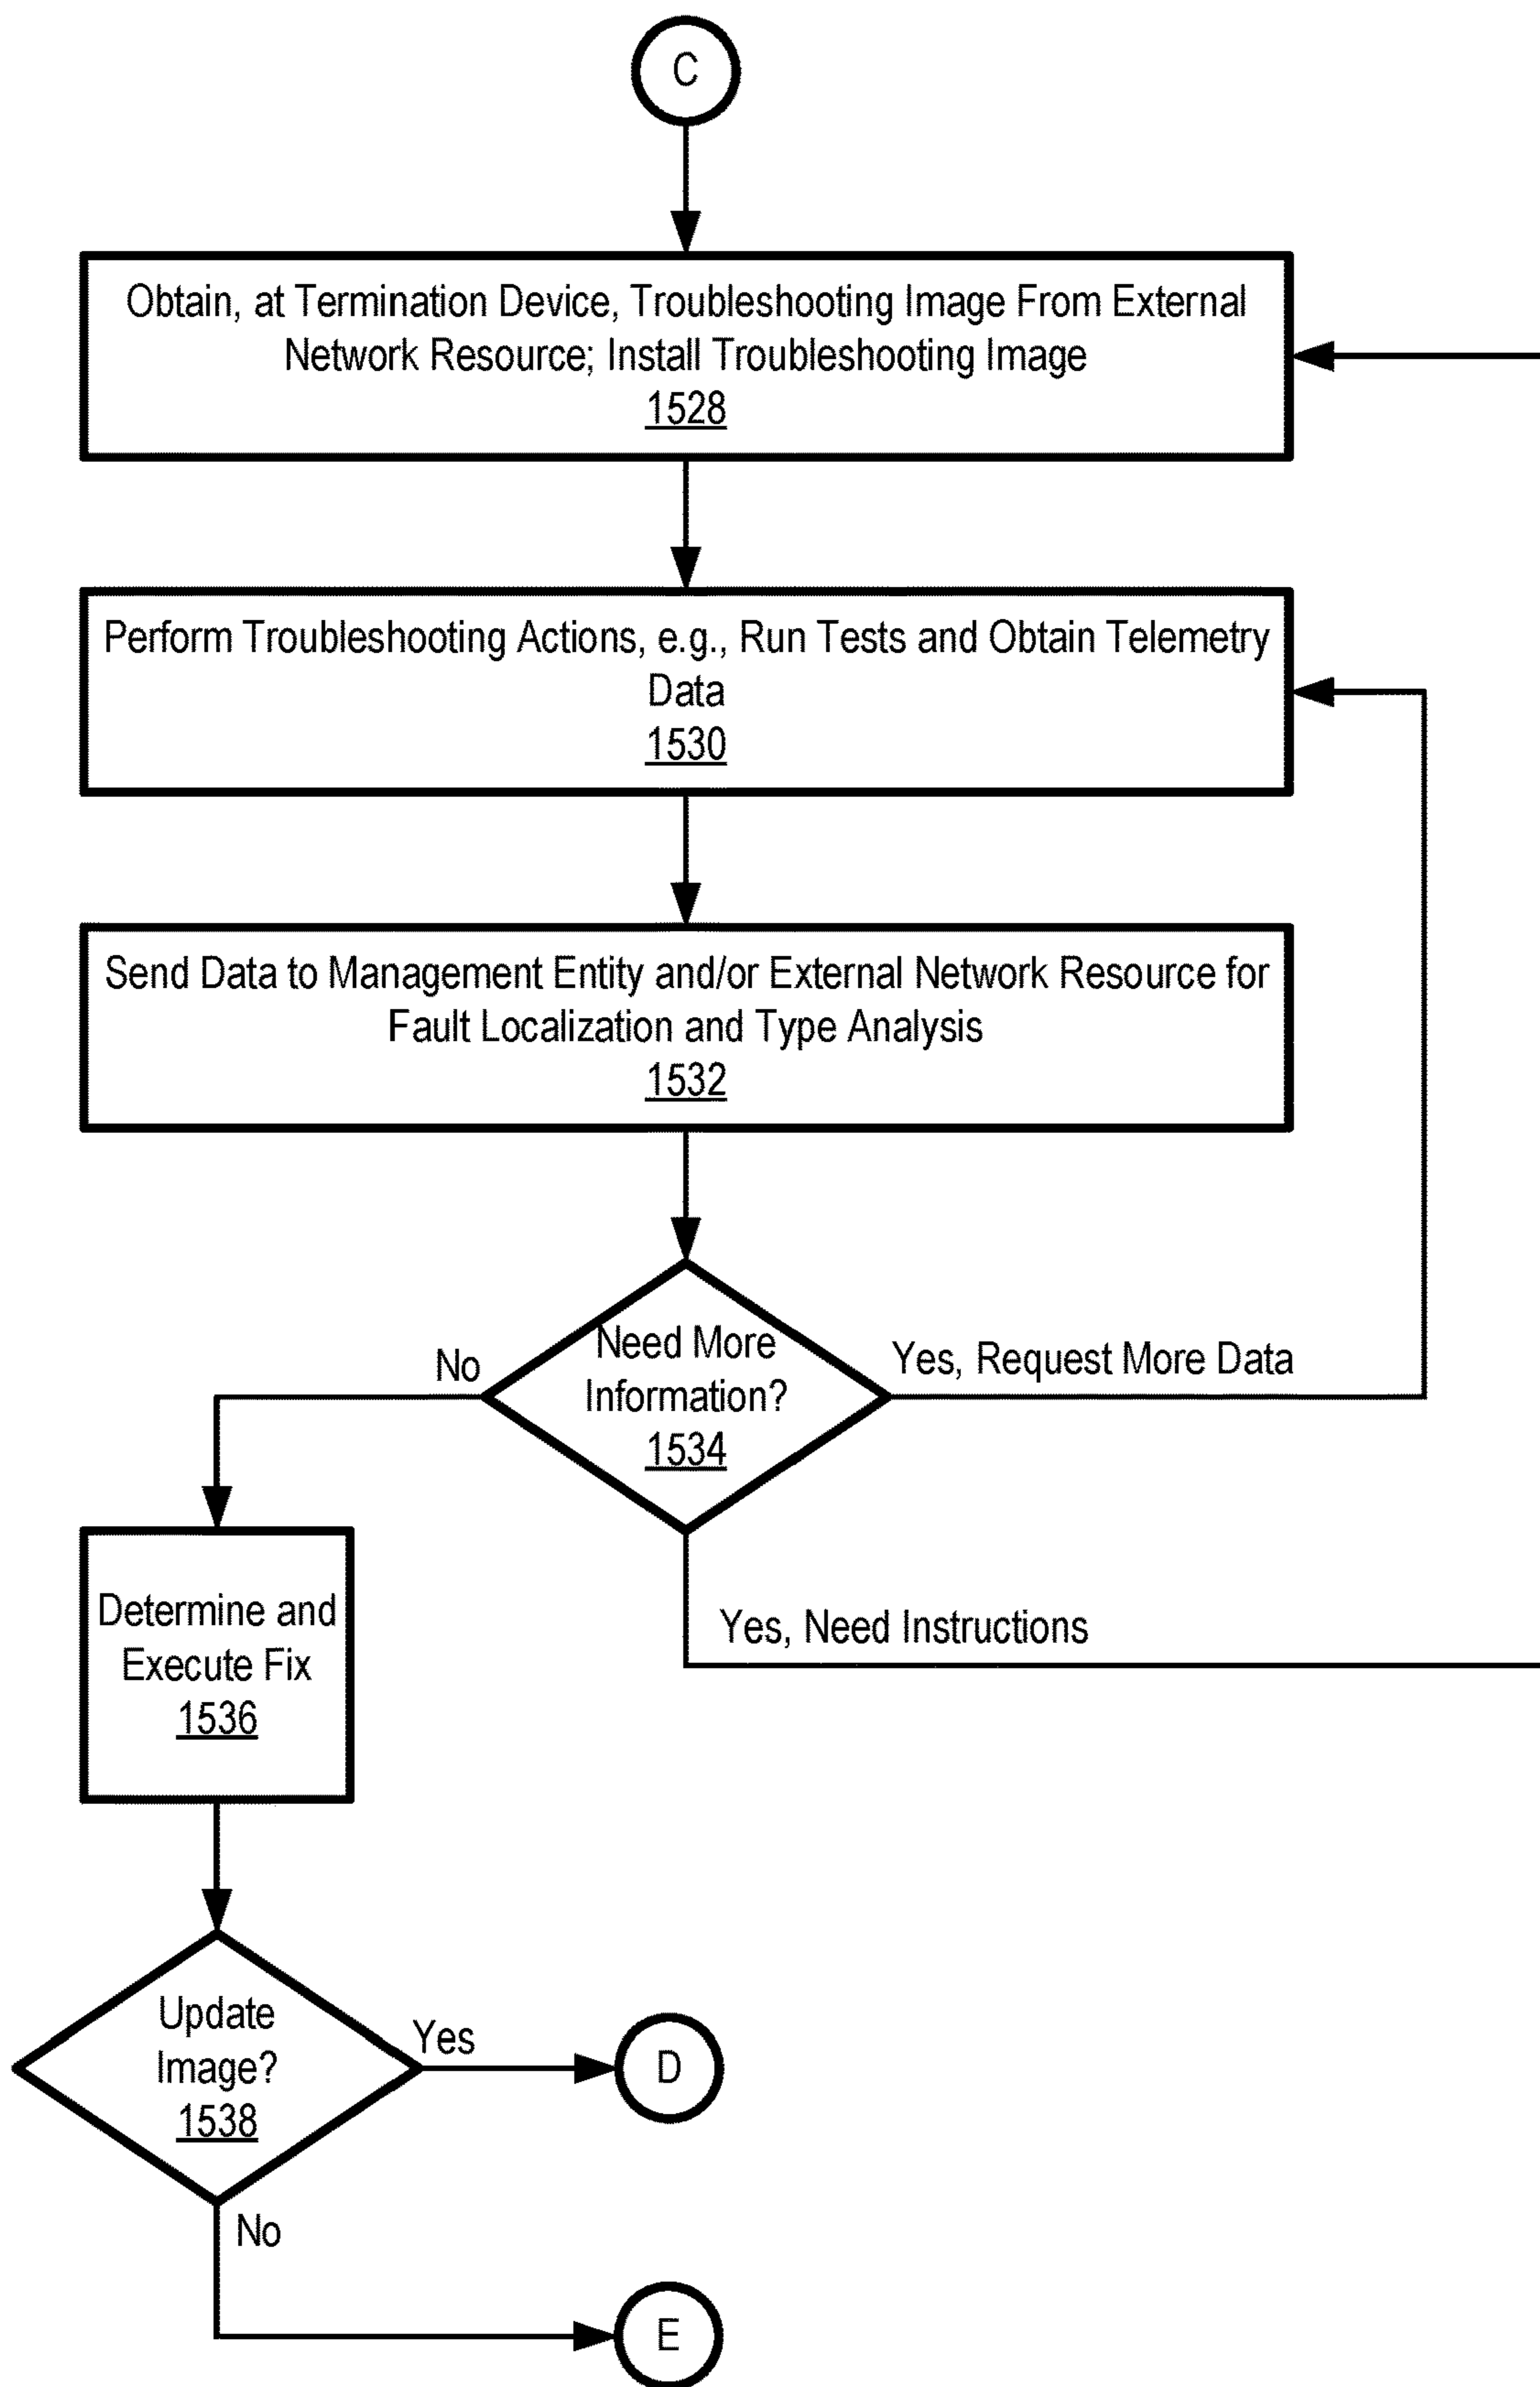 C
Obtain, at Termination Device, Troubleshooting Image From External
Network Resource; Install Troubleshooting Image
1528
Perform Troubleshooting Actions, e.g., Run Tests and Obtain Telemetry
Data
1530
Send Data to Management Entity and/or External Network Resource for
Fault Localization and Type Analysis
1532
Need More
Information?
1534
No
Yes, Request More Data
Yes, Need Instructions
Determine and
Execute Fix
1536
Update
Image?
1538
Yes
D
No
E